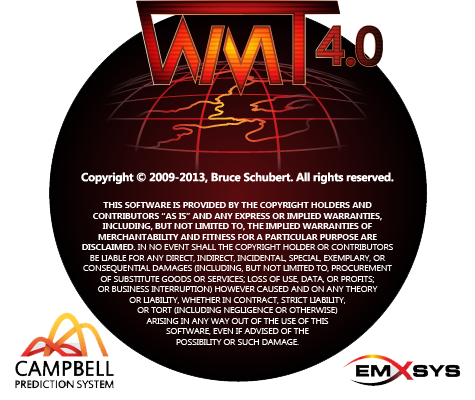 WMT 4.0
Copyright © 2009-2013, Bruce Schubert. All rights reserved.
THIS SOFTWARE IS PROVIDED BY THE COPYRIGHT HOLDERS AND
CONTRIBUTORS “AS IS” AND ANY EXPRESS OR IMPLIED WARRANTIES,
INCLUDING, BUT NOT LIMITED TO, THE IMPLIED WARRANTIES OF
MERCHANTABILITY AND FITNESS FOR A PARTICULAR PURPOSE ARE
DISCLAIMED. IN NO EVENT SHALL THE COPYRIGHT HOLDER OR CONTRIBUTORS
BE LIABLE FOR ANY DIRECT, INDIRECT, INCIDENTAL, SPECIAL, EXEMPLARY, OR
CONSEQUENTIAL DAMAGES (INCLUDING, BUT NOT LIMITED TO, PROCUREMENT
OF SUBSTITUTE GOODS OR SERVICES; LOSS OF USE, DATA, OR PROFITS;
OR BUSINESS INTERRUPTION) HOWEVER CAUSED AND ON ANY THEORY
OR LIABILITY, WHETHER IN CONTRACT, STRICT LIABILITY,
OR TORT (INCLUDING NEGLIGENCE OR OTHERWISE)
ARISING IN ANY WAY OUT OF THE USE OF THIS
SOFTWARE, EVEN IF ADVISED OF THE
POSSIBILITY OR SUCH DAMAGE.
CAMPBELL
PREDICTION SYSTEM
EMXSYS